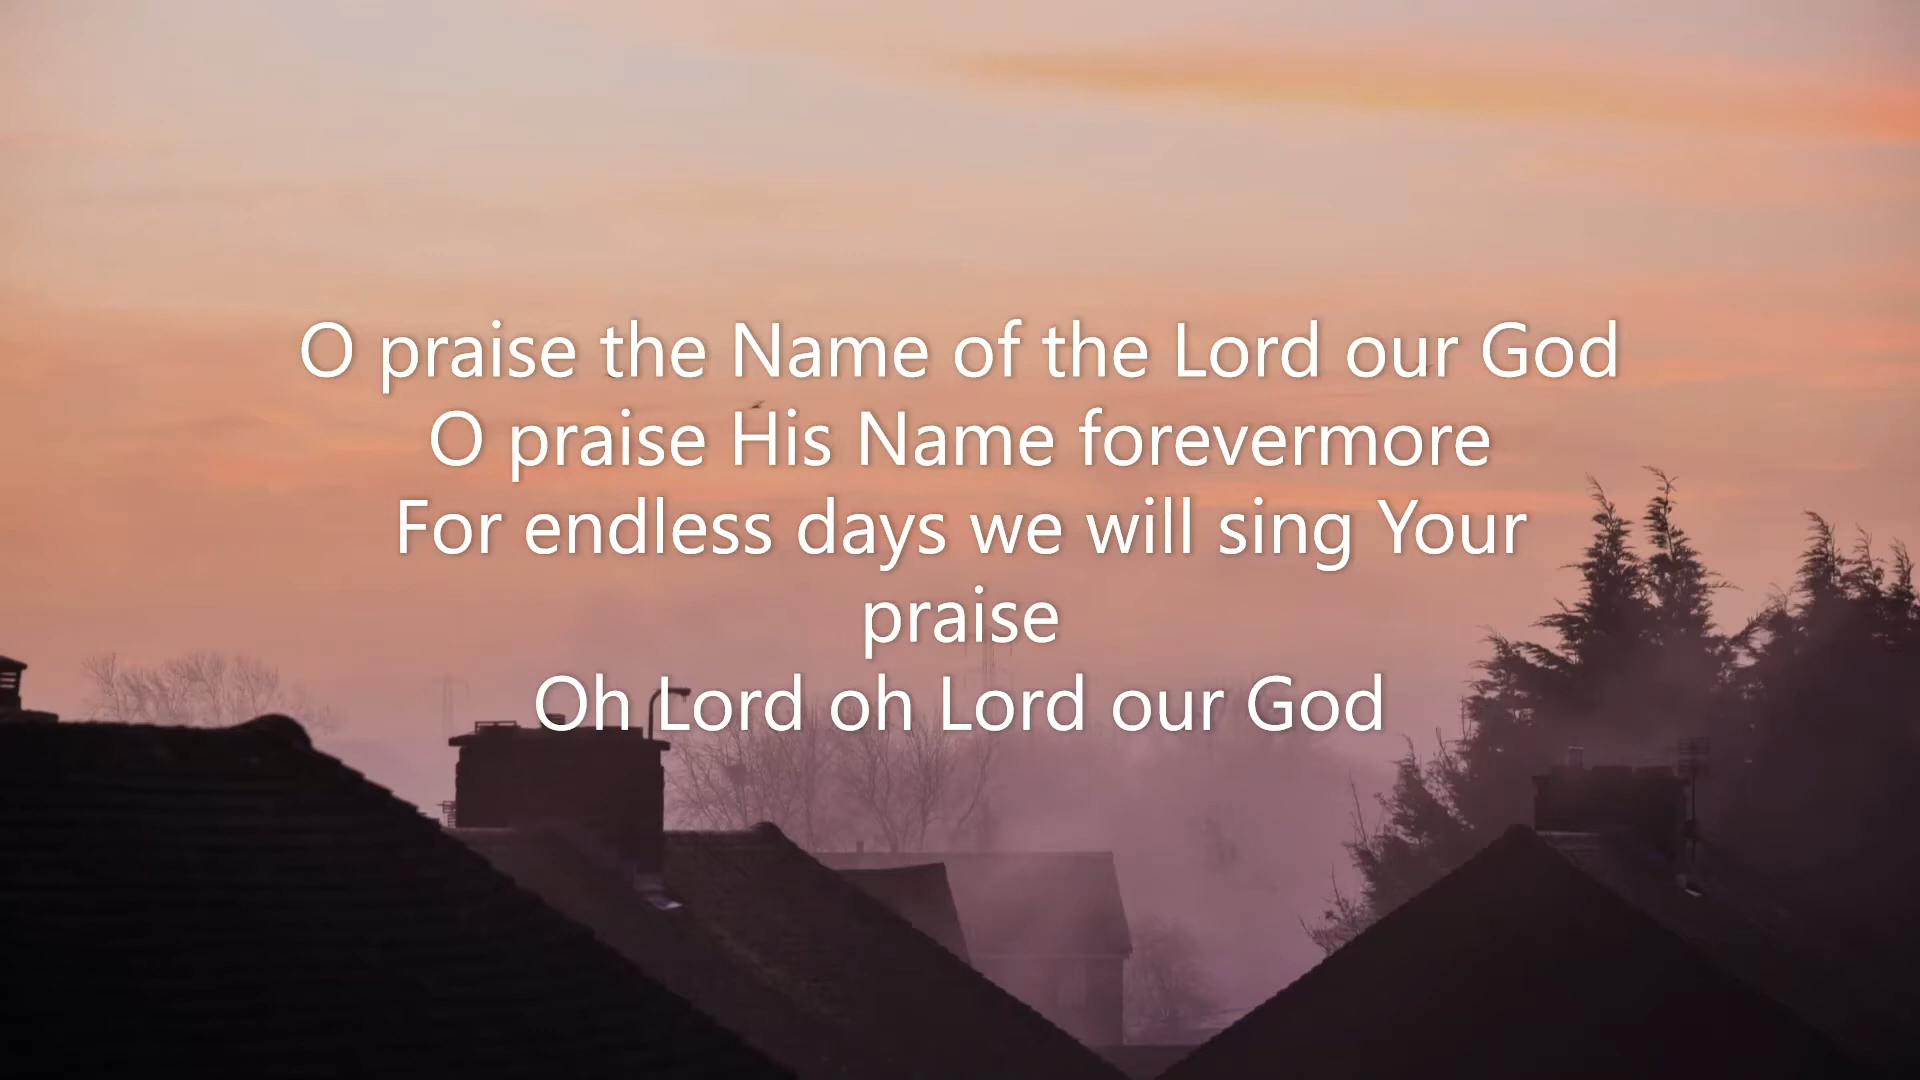 O praise the Name of the Lord our God
O praise His Name forevermore
For endless days we will sing Your
praise
Oh Lord oh Lord our God